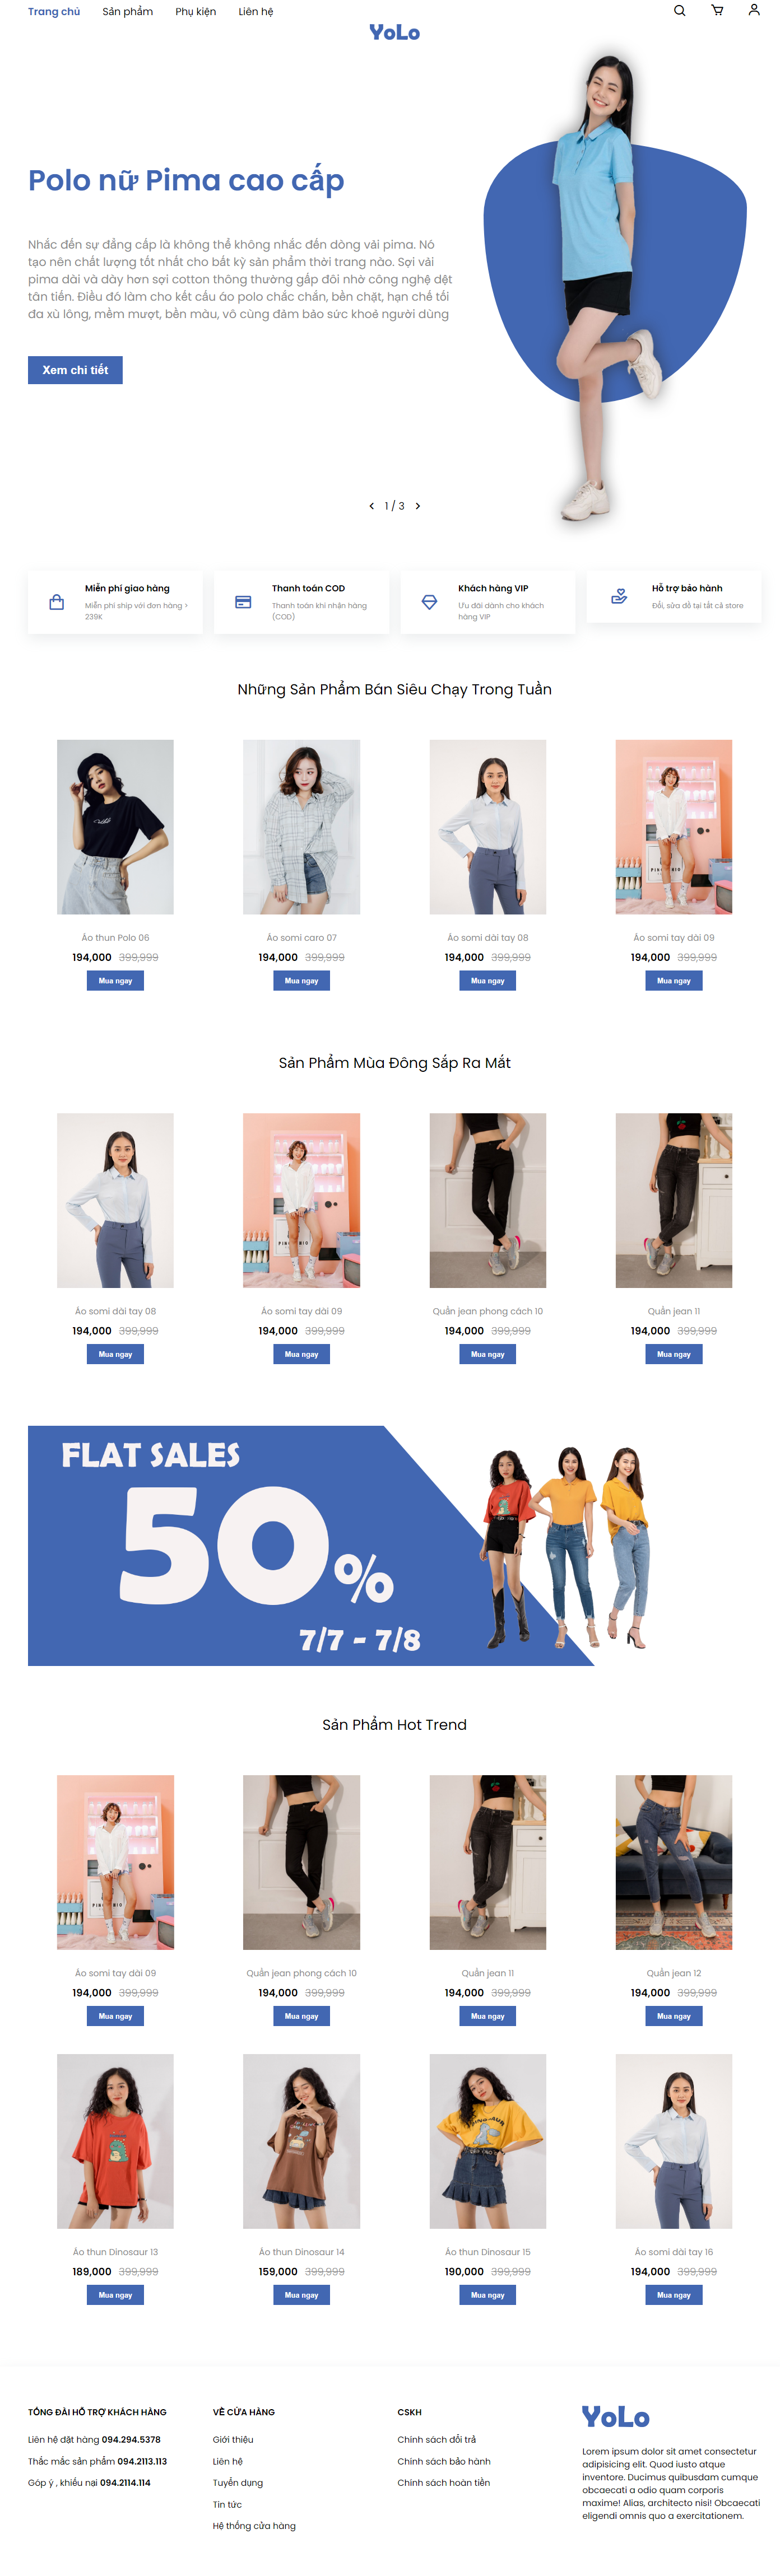 Trang chủ
Sản phẩm
Phụ kiện
Liên hệ
YoLo
Polo nữ Pima cao cấp
Nhắc đến sự đẳng cấp là không thể không nhắc đến dòng vải pima. Nó
tạo nên chất lượng tốt nhất cho bất kỳ sản phẩm thời trang nào. Sợi vải
pima dài và dày hơn sợi cotton thông thường gấp đôi nhờ công nghệ dệt
tân tiến. Điều đó làm cho kết cấu áo polo chắc chắn, bền chặt, hạn chế tối
đa xù lông, mềm mượt, bền màu, vô cùng đảm bảo sức khoẻ người dùng
Xem chi tiết
1 / 3
Miễn phí giao hàng
Miễn phí ship với đơn hàng >
239K
Thanh toán COD
Thanh toán khi nhận hàng
(COD)
Khách hàng VIP
Ưu đãi dành cho khách
hàng VIP
Hỗ trợ bảo hành
Đổi, sửa đồ tại tất cả store
Những Sản Phẩm Bán Siêu Chạy Trong Tuần
Áo thun Polo 06
194,000 399,999
Mua ngay
Áo somi caro 07
194,000 399,999
Mua ngay
Áo somi dài tay 08
194,000 399,999
Mua ngay
Áo somi tay dài 09
194,000 399,999
Mua ngay
Sản Phẩm Mùa Đông Sắp Ra Mắt
Áo somi dài tay 08
194,000 399,999
Mua ngay
Áo somi tay dài 09
194,000 399,999
Mua ngay
Quần jean phong cách 10
194,000 399,999
Mua ngay
Quần jean 11
194,000 399,999
Mua ngay
FLAT SALES
50%
7/7 - 7/8
Sản Phẩm Hot Trend
Áo somi tay dài 09
194,000 399,999
Mua ngay
Quần jean phong cách 10
194,000 399,999
Mua ngay
Quần jean 11
194,000 399,999
Mua ngay
Quần jean 12
194,000 399,999
Mua ngay
Áo thun Dinosaur 13
189,000 399,999
Mua ngay
Áo thun Dinosaur 14
159,000 399,999
Mua ngay
Áo thun Dinosaur 15
190,000 399,999
Mua ngay
Áo somi dài tay 16
194,000 399,999
Mua ngay
TỔNG ĐÀI HỖ TRỢ KHÁCH HÀNG
Liên hệ đặt hàng 094.294.5378
Thắc mắc sản phẩm 094.2113.113
Góp ý , khiếu nại 094.2114.114
VỀ CỬA HÀNG
Giới thiệu
Liên hệ
Tuyển dụng
Tin tức
Hệ thống cửa hàng
CSKH
Chính sách đổi trả
Chính sách bảo hành
Chính sách hoàn tiền
YoLo
Lorem ipsum dolor sit amet consectetur
adipisicing elit. Quod iusto atque
inventore. Ducimus quibusdam cumque
obcaecati a odio quam corporis
maxime! Alias, architecto nisi! Obcaecati
eligendi omnis quo a exercitationem.